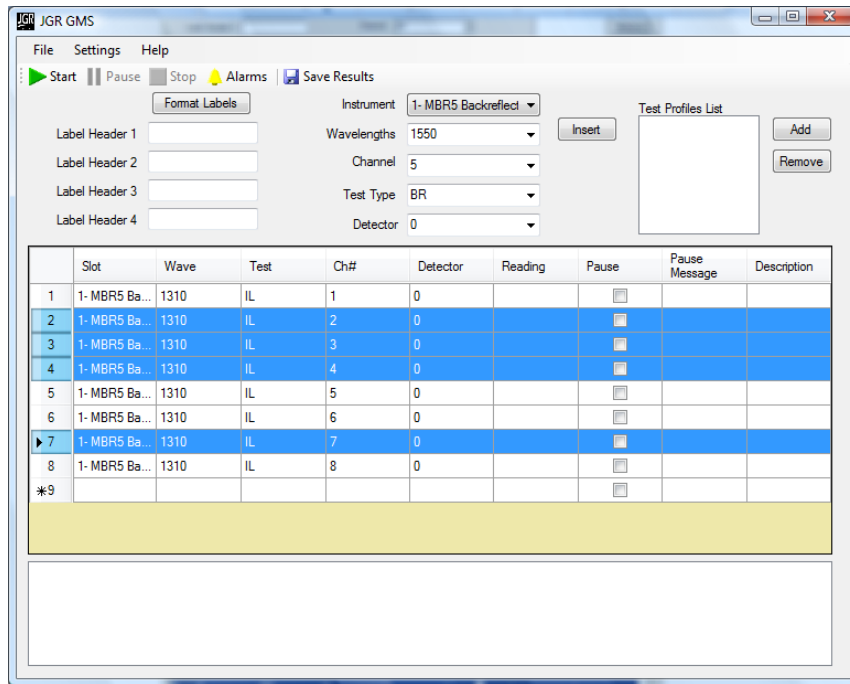 JGR JGR GMS
File Settings Help
Start Pause Stop Alarms Save Results
Format Labels Instrument 1- MBR5 Backreflect Test Profiles List
Label Header 1 Wavelengths 1550 Insert Add
Label Header 2 Channel 5 Remove
Label Header 3 Test Type BR
Label Header 4 Detector 0
Slot Wave Test Ch# Detector Reading Pause Pause Message Description
1 1- MBR5 Ba... 1310 IL 1 0
2 1- MBR5 Ba... 1310 IL 2 0
3 1- MBR5 Ba... 1310 IL 3 0
4 1- MBR5 Ba... 1310 IL 4 0
5 1- MBR5 Ba... 1310 IL 5 0
6 1- MBR5 Ba... 1310 IL 6 0
7 1- MBR5 Ba... 1310 IL 7 0
8 1- MBR5 Ba... 1310 IL 8 0
*9